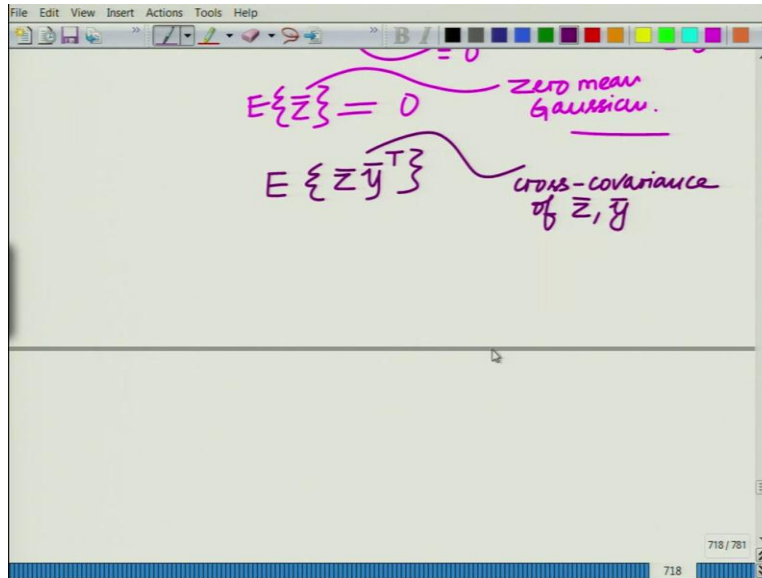 File Edit View Insert Actions Tools Help
B I
= 0
E{z̄} = 0
zero mean
Gaussian.
E {z̄ ȳᵀ}
cross-covariance
of z̄, ȳ
718 / 781
718